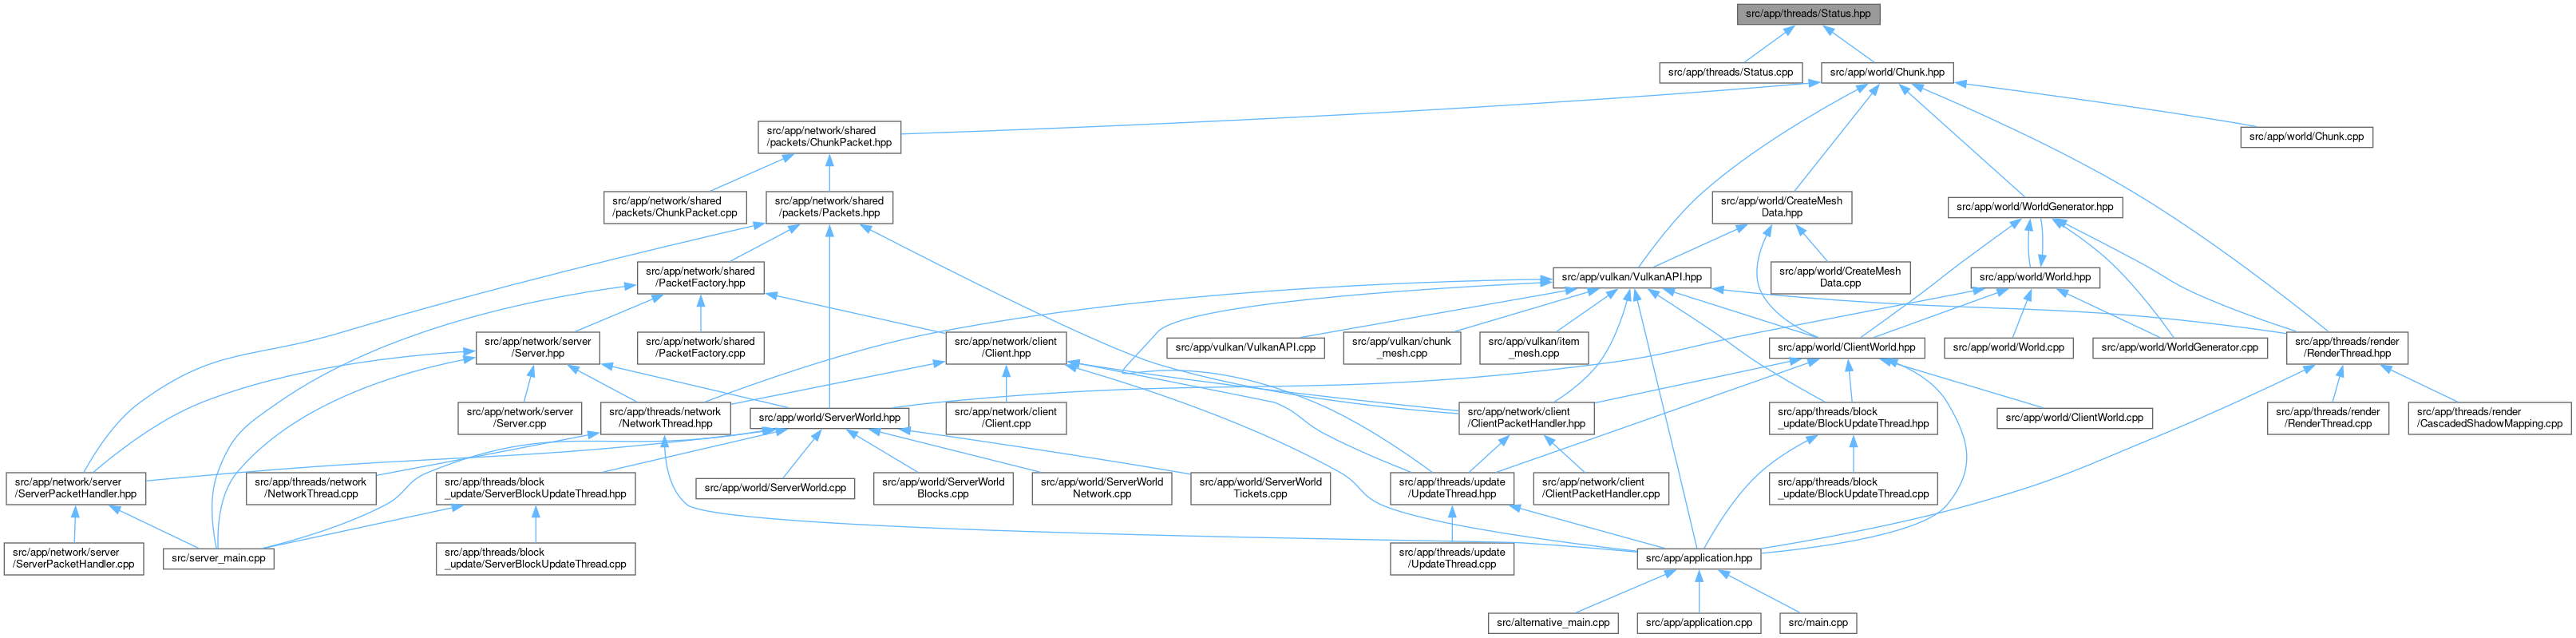 src/app/threads/Status.hpp
src/app/threads/Status.cpp
src/app/world/Chunk.hpp
src/app/network/shared
/packets/ChunkPacket.hpp
src/app/world/Chunk.cpp
src/app/network/shared
/packets/ChunkPacket.cpp
src/app/network/shared
/packets/Packets.hpp
src/app/world/CreateMesh
Data.hpp
src/app/world/WorldGenerator.hpp
src/app/network/shared
/PacketFactory.hpp
src/app/vulkan/VulkanAPI.hpp
src/app/world/CreateMesh
Data.cpp
src/app/world/World.hpp
src/app/network/server
/Server.hpp
src/app/network/shared
/PacketFactory.cpp
src/app/network/client
/Client.hpp
src/app/vulkan/VulkanAPI.cpp
src/app/vulkan/chunk
_mesh.cpp
src/app/vulkan/item
_mesh.cpp
src/app/world/ClientWorld.hpp
src/app/world/World.cpp
src/app/world/WorldGenerator.cpp
src/app/threads/render
/RenderThread.hpp
src/app/network/server
/Server.cpp
src/app/threads/network
/NetworkThread.hpp
src/app/world/ServerWorld.hpp
src/app/network/client
/Client.cpp
src/app/network/client
/ClientPacketHandler.hpp
src/app/threads/block
_update/BlockUpdateThread.hpp
src/app/world/ClientWorld.cpp
src/app/threads/render
/RenderThread.cpp
src/app/threads/render
/CascadedShadowMapping.cpp
src/app/network/server
/ServerPacketHandler.hpp
src/app/threads/network
/NetworkThread.cpp
src/app/threads/block
_update/ServerBlockUpdateThread.hpp
src/app/world/ServerWorld.cpp
src/app/world/ServerWorld
Blocks.cpp
src/app/world/ServerWorld
Network.cpp
src/app/world/ServerWorld
Tickets.cpp
src/app/threads/update
/UpdateThread.hpp
src/app/network/client
/ClientPacketHandler.cpp
src/app/threads/block
_update/BlockUpdateThread.cpp
src/app/network/server
/ServerPacketHandler.cpp
src/server_main.cpp
src/app/threads/block
_update/ServerBlockUpdateThread.cpp
src/app/threads/update
/UpdateThread.cpp
src/app/application.hpp
src/alternative_main.cpp
src/app/application.cpp
src/main.cpp